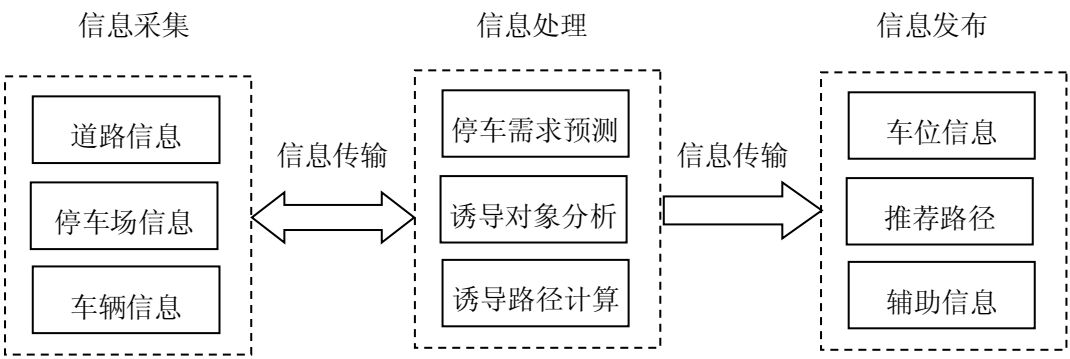 信息采集
信息处理
信息发布
道路信息
停车场信息
车辆信息
信息传输
停车需求预测
诱导对象分析
诱导路径计算
信息传输
车位信息
推荐路径
辅助信息